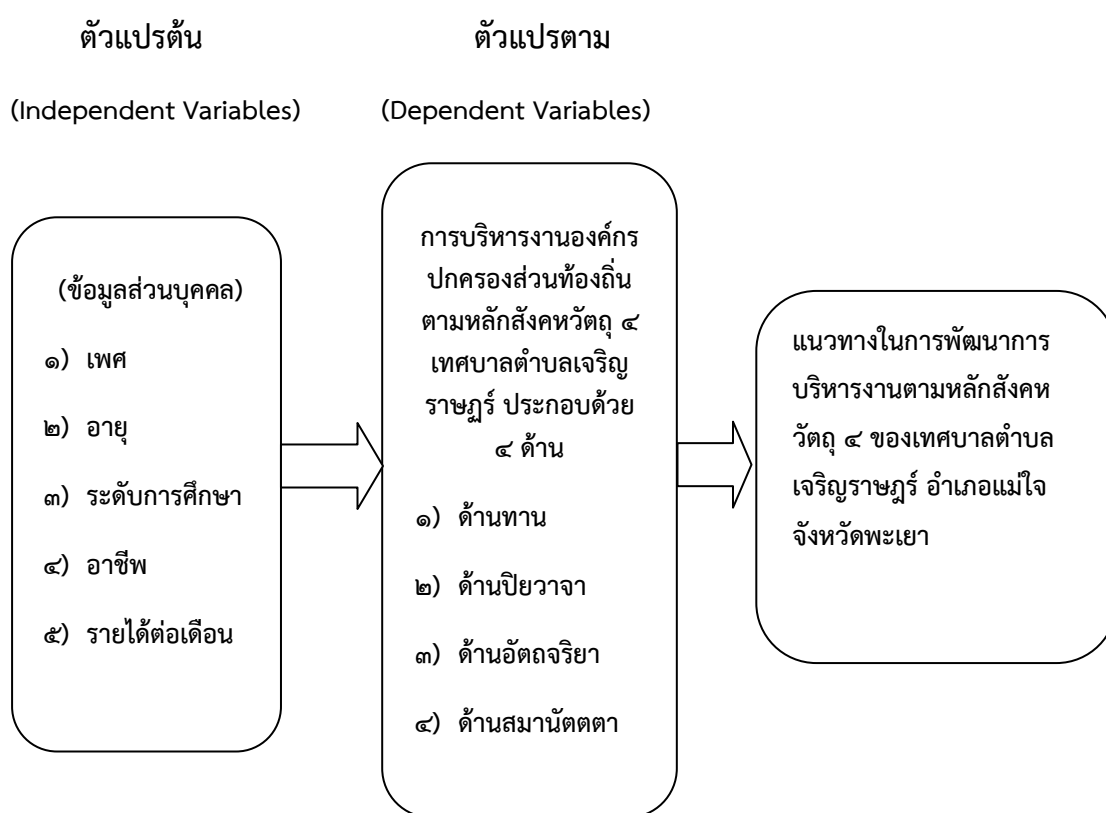 ตัวแปรต้น
(Independent Variables)
ตัวแปรตาม
(Dependent Variables)
(ข้อมูลส่วนบุคคล)
๑) เพศ
๒) อายุ
๓) ระดับการศึกษา
๔) อาชีพ
๕) รายได้ต่อเดือน
การบริหารงานองค์กร
ปกครองส่วนท้องถิ่น
ตามหลักสังคหวัตถุ ๔
เทศบาลตำบลเจริญ
ราษฏร์ ประกอบด้วย
๔ ด้าน
๑) ด้านทาน
๒) ด้านปิยวาจา
๓) ด้านอัตถจริยา
๔) ด้านสมานัตตตา
แนวทางในการพัฒนาการ
บริหารงานตามหลักสังคห
วัตถุ ๔ ของเทศบาลตำบล
เจริญราษฎร์ อำเภอแม่ใจ
จังหวัดพะเยา